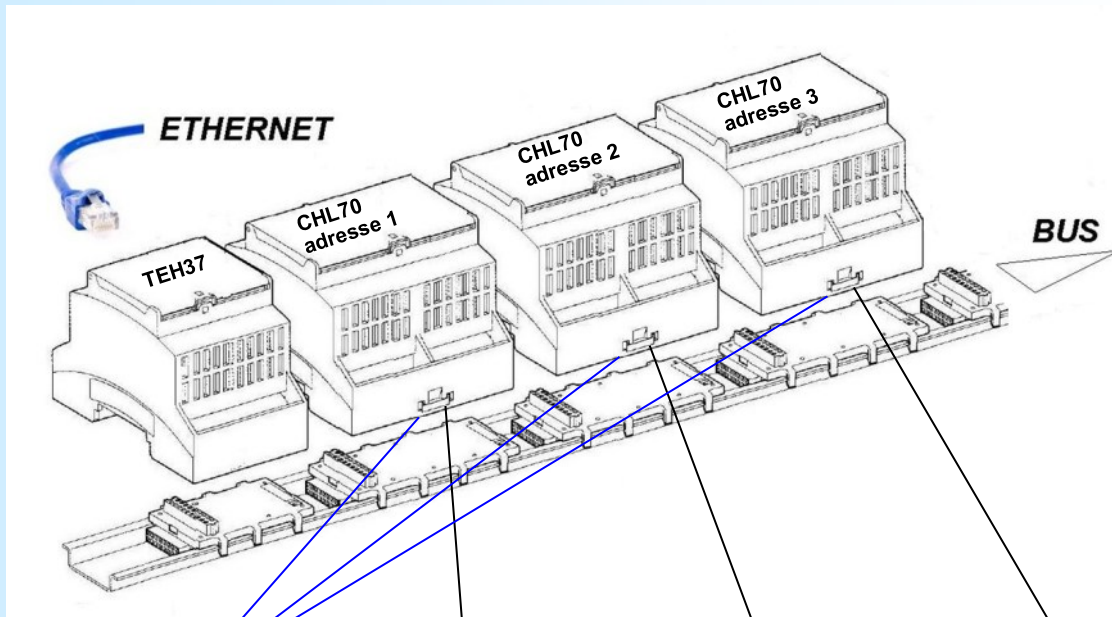 ETHERNET
TEH37
CHL70
adresse 1
CHL70
adresse 2
CHL70
adresse 3
BUS